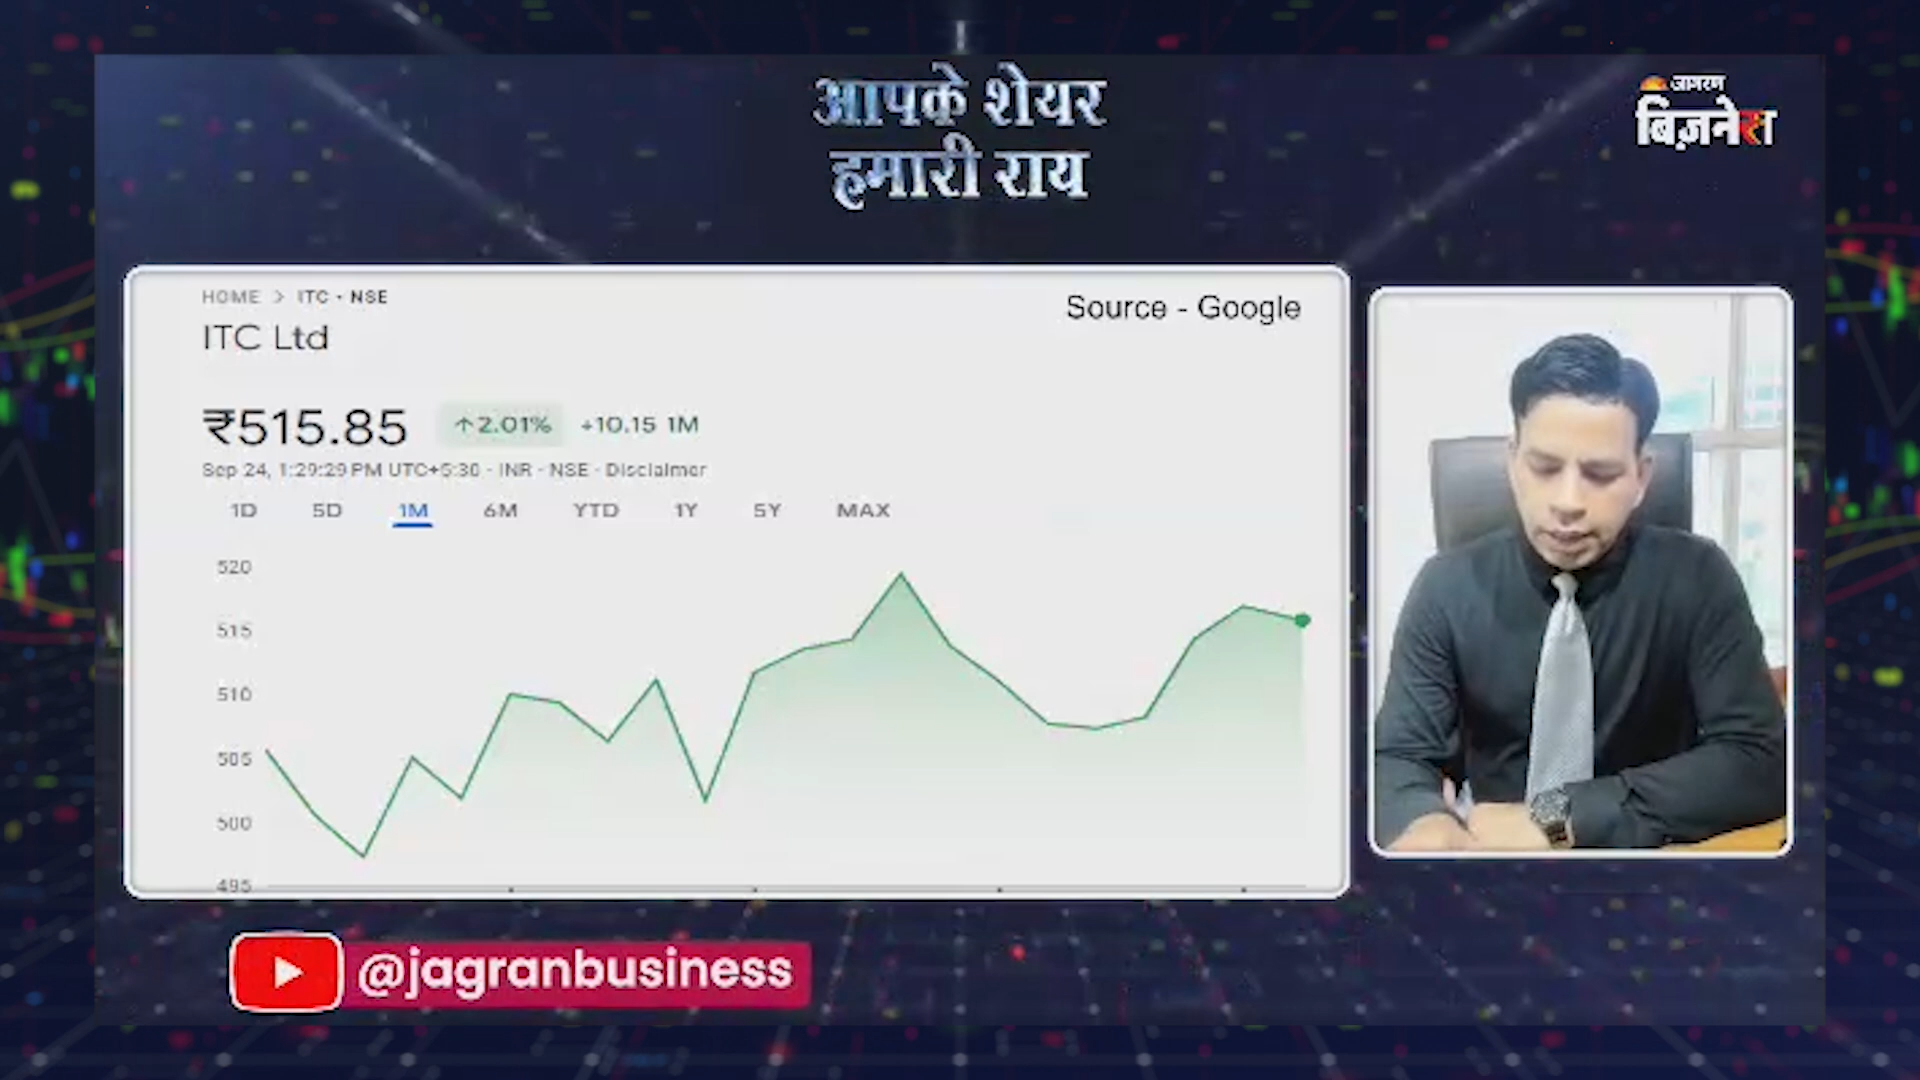 आपके शेयर
हमारी राय
जागरण
बिज़नेस
HOME > ITC • NSE
Source - Google
ITC Ltd
₹515.85 ↑2.01% +10.15 1M
Sep 24, 1:29:29 PM UTC+5:30 · INR · NSE · Disclaimer
1D 5D 1M 6M YTD 1Y 5Y MAX
520
515
510
505
500
495
@jagranbusiness